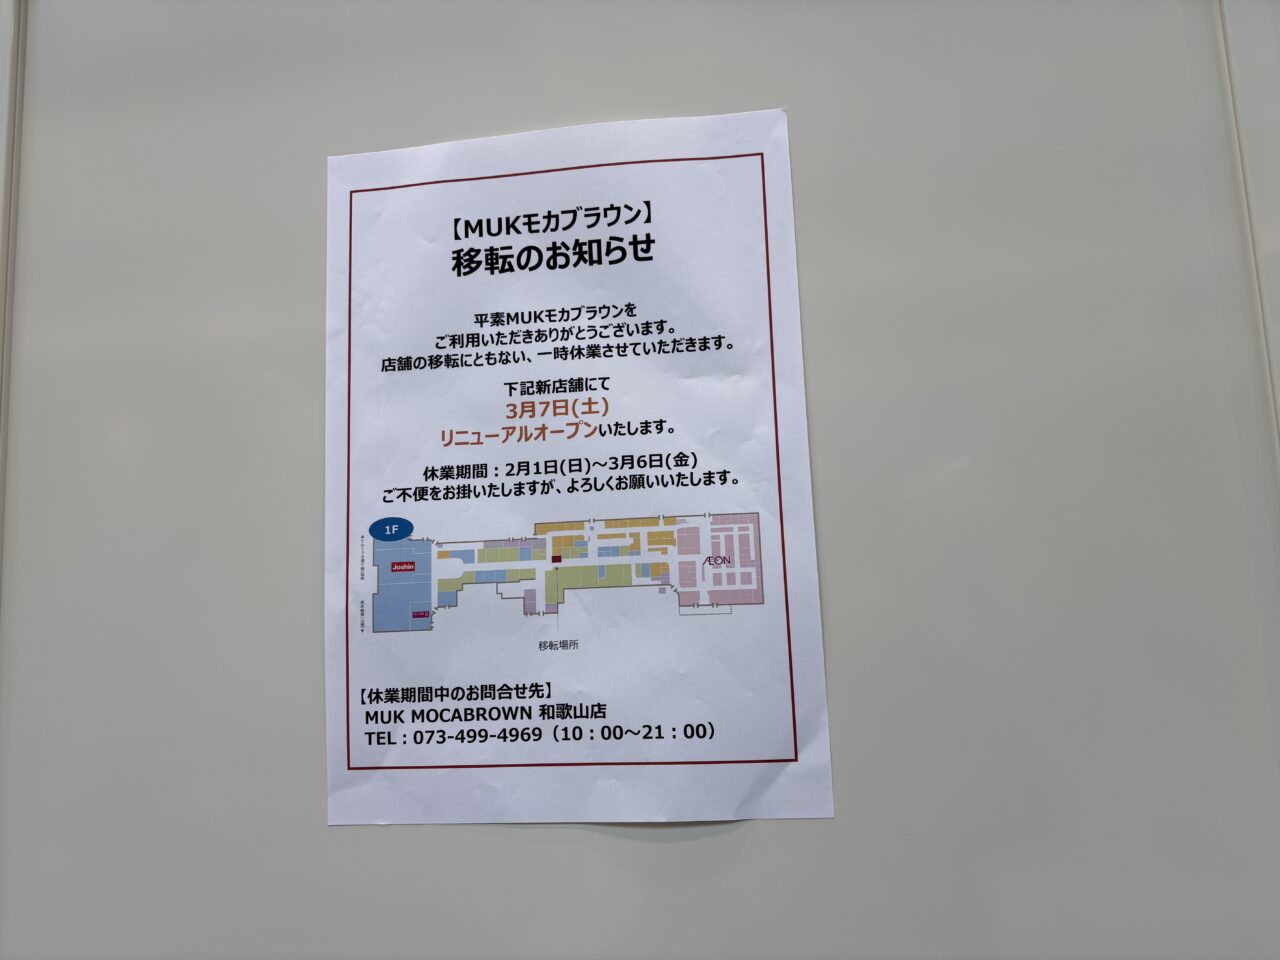 【MUKモカブラウン】
移転のお知らせ
平素MUKモカブラウンを
ご利用いただきありがとうございます。
店舗の移転にともない、一時休業させていただきます。
下記新店舗にて
3月7日(土)
リニューアルオープンいたします。
休業期間：2月1日(日)～3月6日(金)
ご不便をお掛いたしますが、よろしくお願いいたします。
1F
Joshin
ÆON
移転場所
【休業期間中のお問合せ先】
MUK MOCABROWN 和歌山店
TEL：073-499-4969（10：00～21：00）